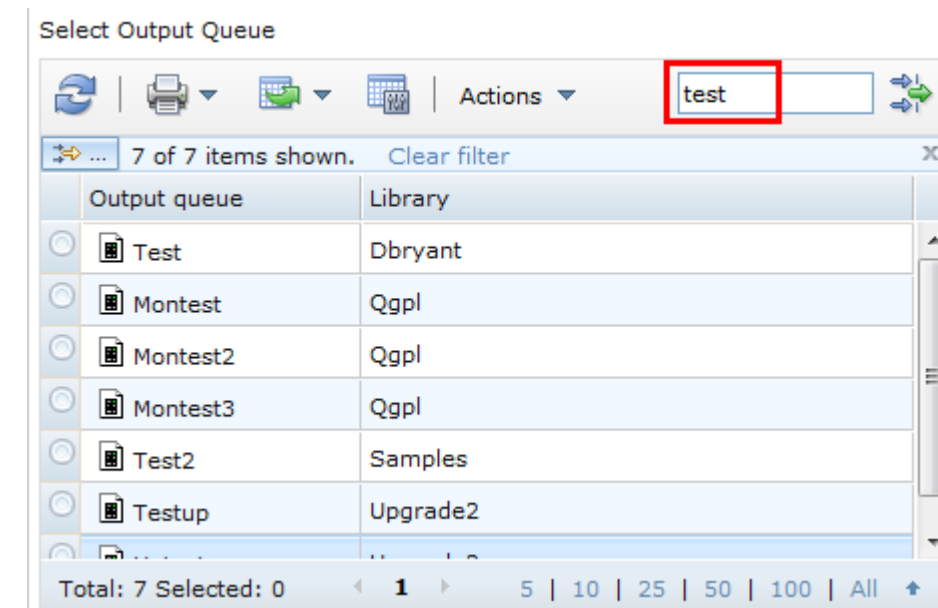 Select Output Queue
Actions test
... 7 of 7 items shown. Clear filter x
Output queue Library
Test Dbryant
Montest Qgpl
Montest2 Qgpl
Montest3 Qgpl
Test2 Samples
Testup Upgrade2
Total: 7 Selected: 0 1 5 | 10 | 25 | 50 | 100 | All